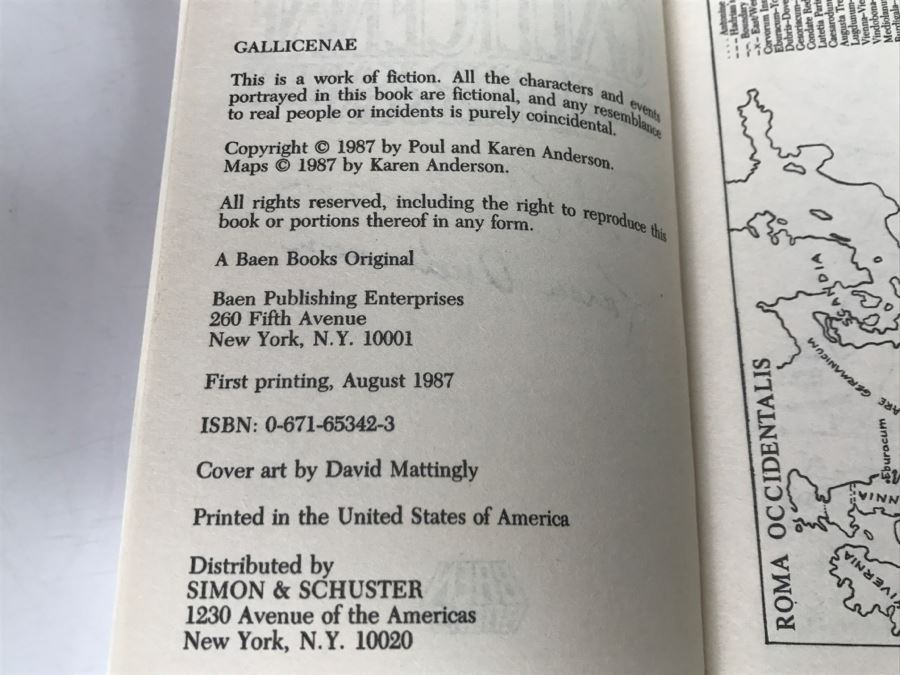 GALLICENAE
This is a work of fiction. All the characters and events
portrayed in this book are fictional, and any resemblance
to real people or incidents is purely coincidental.
Copyright © 1987 by Poul and Karen Anderson.
Maps © 1987 by Karen Anderson.
All rights reserved, including the right to reproduce this
book or portions thereof in any form.
A Baen Books Original
Baen Publishing Enterprises
260 Fifth Avenue
New York, N.Y. 10001
First printing, August 1987
ISBN: 0-671-65342-3
Cover art by David Mattingly
Printed in the United States of America
Distributed by
SIMON & SCHUSTER
1230 Avenue of the Americas
New York, N.Y. 10020
ROMA OCCIDENTALIS
GERMANICUM
Eburacum